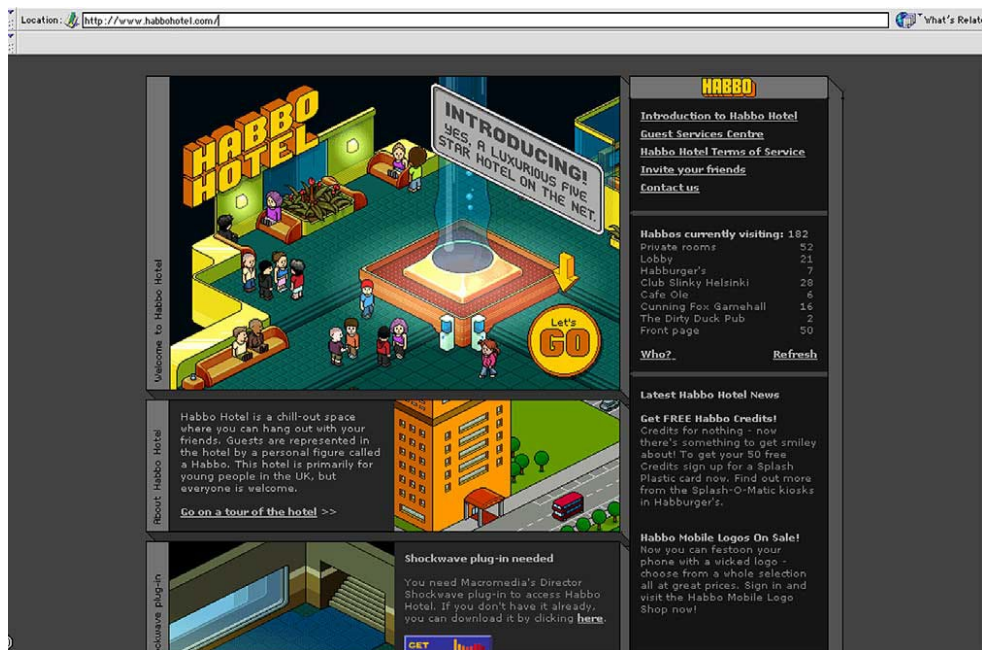 Location: http://www.habbohotel.com/
What's Relat
HABBO
HOTEL
INTRODUCING!
YES, A LUXURIOUS FIVE
STAR HOTEL ON THE NET.
Let's
GO
Welcome to Habbo Hotel
HABBO
Introduction to Habbo Hotel
Guest Services Centre
Habbo Hotel Terms of Service
Invite your friends
Contact us
Habbos currently visiting: 182
Private rooms 52
Lobby 21
Habburger's 7
Club Slinky Helsinki 28
Cafe Ole 6
Cunning Fox Gamehall 16
The Dirty Duck Pub 2
Front page 50
Who? Refresh
About Habbo Hotel
Habbo Hotel is a chill-out space
where you can hang out with your
friends. Guests are represented in
the hotel by a personal figure called
a Habbo. This hotel is primarily for
young people in the UK, but
everyone is welcome.
Go on a tour of the hotel >>
Latest Habbo Hotel News
Get FREE Habbo Credits!
Credits for nothing - now
there's something to get smiley
about! To get your 50 free
Credits sign up for a Splash
Plastic card now. Find out more
from the Splash-O-Matic kiosks
in Habburger's.
Habbo Mobile Logos On Sale!
Now you can festoon your
phone with a wicked logo -
choose from a whole selection
all at great prices. Sign in and
visit the Habbo Mobile Logo
Shop now!
ockwave plug-in
Shockwave plug-in needed
You need Macromedia's Director
Shockwave plug-in to access Habbo
Hotel. If you don't have it already,
you can download it by clicking here.
GET